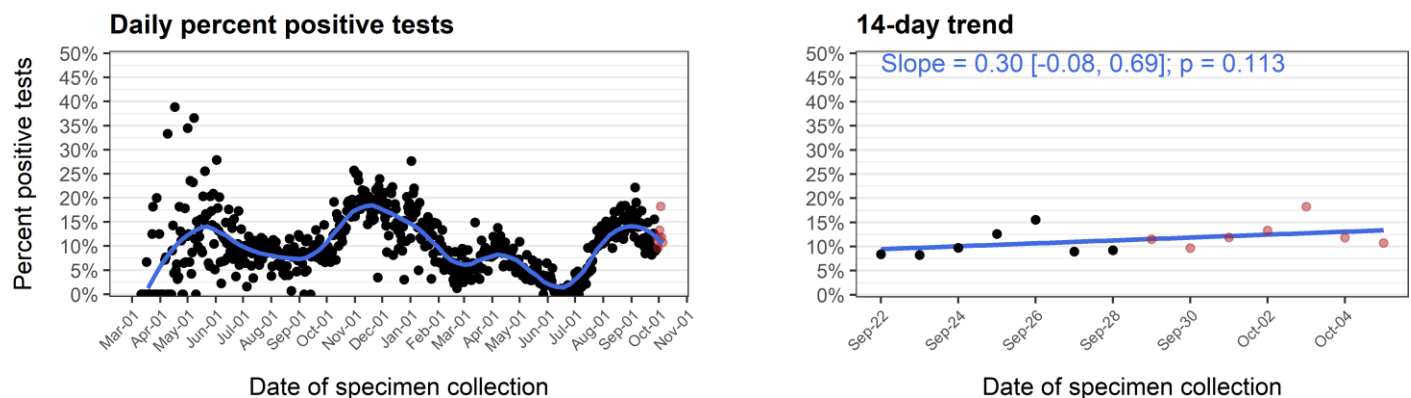 Daily percent positive tests
Percent positive tests
50%
45%
40%
35%
30%
25%
20%
15%
10%
5%
0%
Mar-01 Apr-01 May-01 Jun-01 Jul-01 Aug-01 Sep-01 Oct-01 Nov-01 Dec-01 Jan-01 Feb-01 Mar-01 Apr-01 May-01 Jun-01 Jul-01 Aug-01 Sep-01 Oct-01 Nov-01
Date of specimen collection
14-day trend
Slope = 0.30 [-0.08, 0.69]; p = 0.113
50%
45%
40%
35%
30%
25%
20%
15%
10%
5%
0%
Sep-22 Sep-24 Sep-26 Sep-28 Sep-30 Oct-02 Oct-04
Date of specimen collection